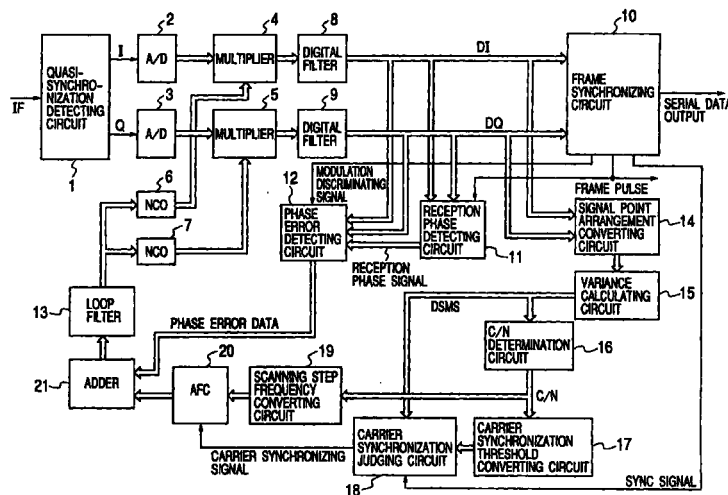 2
4
8
10
I
A/D
MULTIPLIER
DIGITAL
FILTER
DI
QUASI-
SYNCHRO-
NIZATION
DETECTING
CIRCUIT
IF
1
3
5
9
Q
A/D
MULTIPLIER
DIGITAL
FILTER
DQ
FRAME
SYNCHRONIZING
CIRCUIT
SERIAL DATA
OUTPUT
6
NCO
7
NCO
12
MODULATION
DISCRIMINATING
SIGNAL
PHASE
ERROR
DETECTING
CIRCUIT
RECEPTION
PHASE
DETECTING
CIRCUIT
11
RECEPTION
PHASE SIGNAL
FRAME PULSE
SIGNAL POINT
ARRANGEMENT
CONVERTING
CIRCUIT
14
13
LOOP
FILTER
PHASE ERROR DATA
DSMS
VARIANCE
CALCULATING
CIRCUIT
15
C/N
DETERMINATION
CIRCUIT
16
21
ADDER
20
AFC
19
SCANNING STEP
FREQUENCY
CONVERTING
CIRCUIT
C/N
CARRIER SYNCHRONIZING
SIGNAL
CARRIER
SYNCHRONIZATION
JUDGING CIRCUIT
18
CARRIER
SYNCHRONIZATION
THRESHOLD
CONVERTING CIRCUIT
17
SYNC SIGNAL